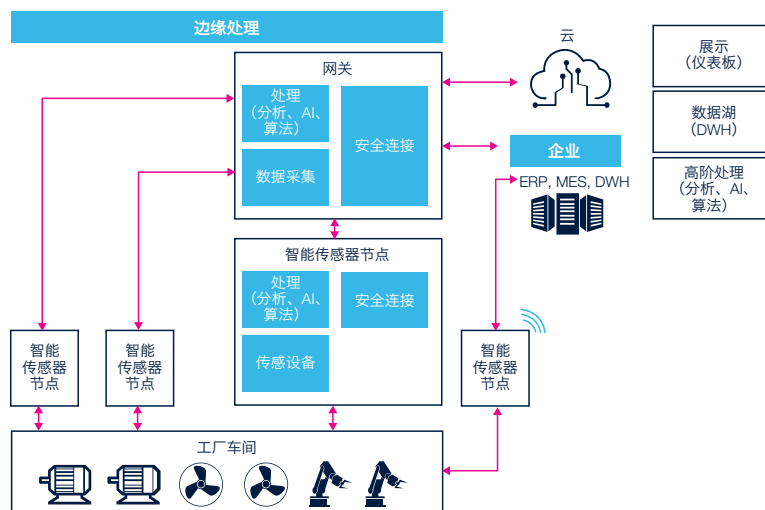 边缘处理
网关
处理
（分析、AI、
算法）
数据采集
安全连接
智能传感器节点
处理
（分析、AI、
算法）
安全连接
传感设备
智能
传感器
节点
智能
传感器
节点
工厂车间
云
企业
ERP, MES, DWH
智能
传感器
节点
展示
（仪表板）
数据湖
（DWH）
高阶处理
（分析、AI、
算法）